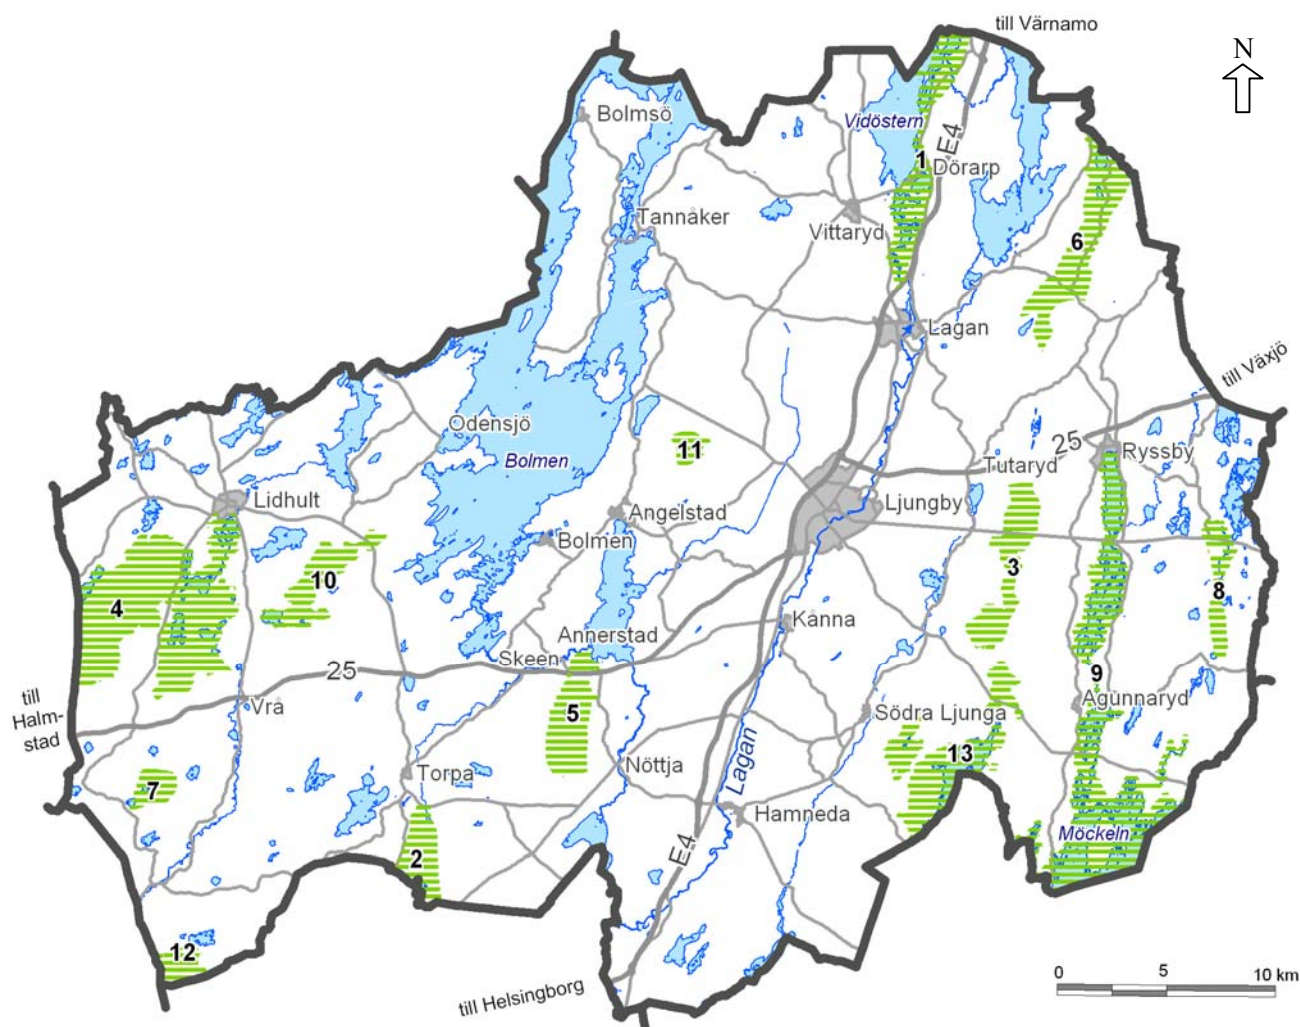 till Värnamo
N
Bolmsö
Vidöstern
E4
1
Dörarp
Tannåker
Vittaryd
6
Lagan
till Växjö
Odensjö
Bolmen
11
25
Tutaryd
Ryssby
Lidhult
Angelstad
Ljungby
Bolmen
10
4
3
8
Kånna
Annerstad
Skeen
25
9
till
Halm-
stad
Vrå
5
Södra Ljunga
Agunnaryd
Lagan
13
Nöttja
Torpa
7
Hamneda
Möckeln
2
E4
12
till Helsingborg
0 5 10 km